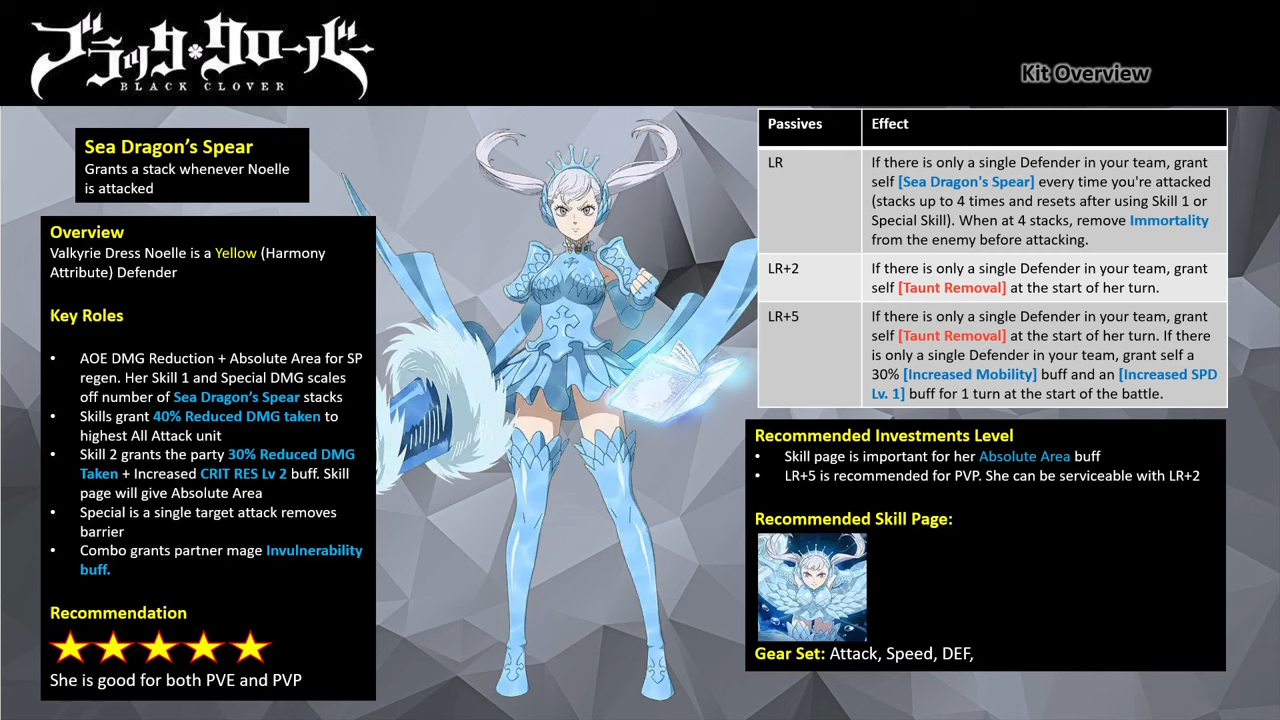 ブラック・クローバー
BLACK CLOVER
Kit Overview
Sea Dragon's Spear
Grants a stack whenever Noelle
is attacked
Overview
Valkyrie Dress Noelle is a Yellow (Harmony
Attribute) Defender
Key Roles
• AOE DMG Reduction + Absolute Area for SP
regen. Her Skill 1 and Special DMG scales
off number of Sea Dragon's Spear stacks
• Skills grant 40% Reduced DMG taken to
highest All Attack unit
• Skill 2 grants the party 30% Reduced DMG
Taken + Increased CRIT RES Lv 2 buff. Skill
page will give Absolute Area
• Special is a single target attack removes
barrier
• Combo grants partner mage Invulnerability
buff.
Recommendation
She is good for both PVE and PVP
Passives Effect
LR If there is only a single Defender in your team, grant
self [Sea Dragon's Spear] every time you're attacked
(stacks up to 4 times and resets after using Skill 1 or
Special Skill). When at 4 stacks, remove Immortality
from the enemy before attacking.
LR+2 If there is only a single Defender in your team, grant
self [Taunt Removal] at the start of her turn.
LR+5 If there is only a single Defender in your team, grant
self [Taunt Removal] at the start of her turn. If there
is only a single Defender in your team, grant self a
30% [Increased Mobility] buff and an [Increased SPD
Lv. 1] buff for 1 turn at the start of the battle.
Recommended Investments Level
• Skill page is important for her Absolute Area buff
• LR+5 is recommended for PVP. She can be serviceable with LR+2
Recommended Skill Page:
Gear Set: Attack, Speed, DEF,